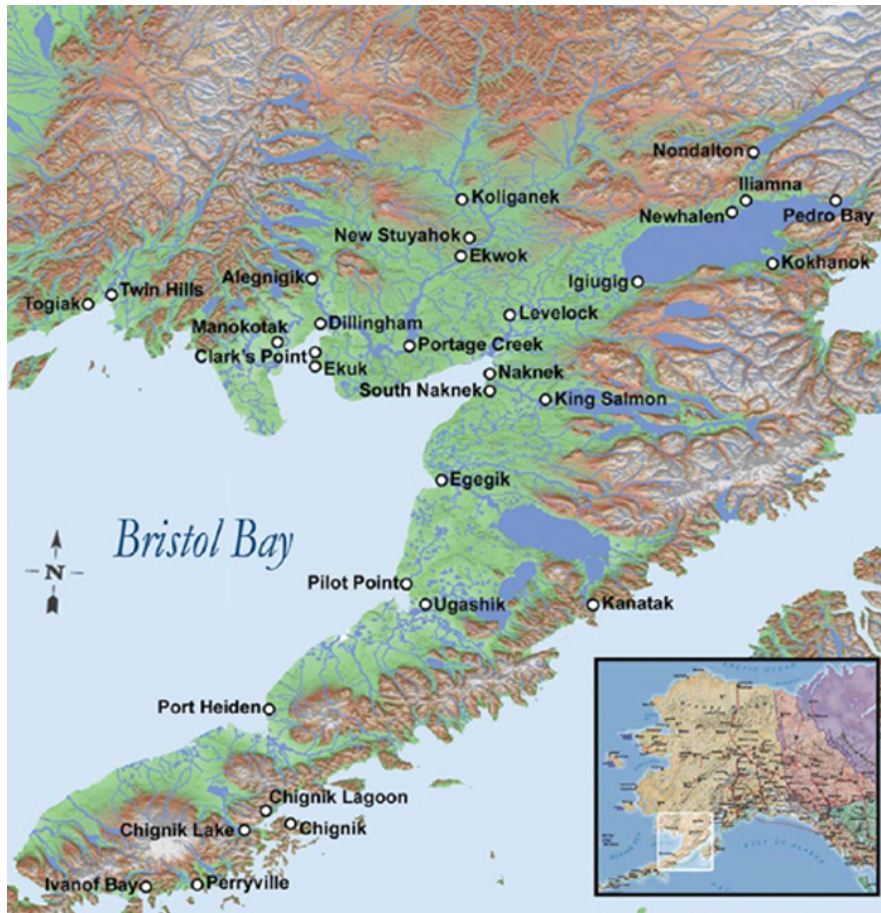 Nondalton
Iliamna
Koliganek
Newhalen
Pedro Bay
New Stuyahok
Ekwok
Kokhanok
Alegnigik
Igiugig
Twin Hills
Togiak
Levelock
Dillingham
Manokotak
Portage Creek
Clark's Point
Ekuk
Naknek
South Naknek
King Salmon
Egegik
Bristol Bay
N
Pilot Point
Ugashik
Kanatak
Port Heiden
Chignik Lagoon
Chignik Lake
Chignik
Ivanof Bay
Perryville